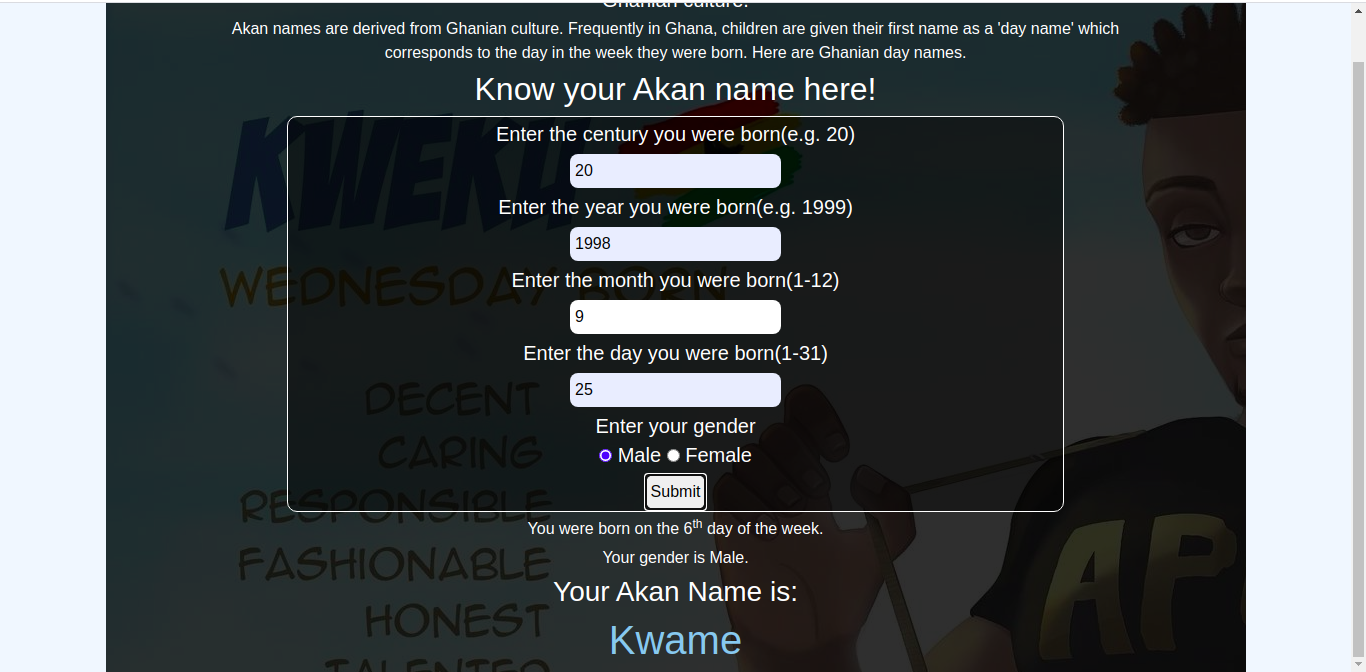 Ghanian culture.
Akan names are derived from Ghanian culture. Frequently in Ghana, children are given their first name as a 'day name' which
corresponds to the day in the week they were born. Here are Ghanian day names.
Know your Akan name here!
KWEKU
WEDNESDAY BORN
DECENT
CARING
RESPONSIBLE
FASHIONABLE
HONEST
TALENTED
Enter the century you were born(e.g. 20)
20
Enter the year you were born(e.g. 1999)
1998
Enter the month you were born(1-12)
9
Enter the day you were born(1-31)
25
Enter your gender
Male Female
Submit
You were born on the 6th day of the week.
Your gender is Male.
Your Akan Name is:
Kwame
AP